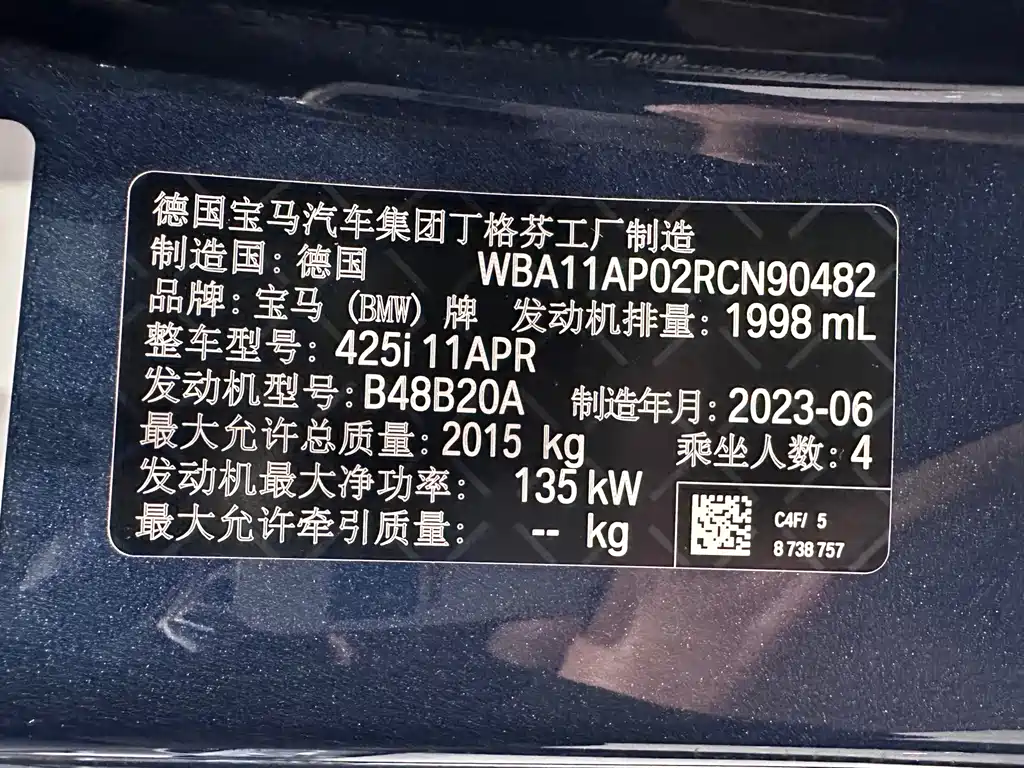 德国宝马汽车集团丁格芬工厂制造
制造国：德国 WBA11AP02RCN90482
品牌：宝马 (BMW) 牌 发动机排量：1998 mL
整车型号：425i 11APR
发动机型号：B48B20A 制造年月：2023-06
最大允许总质量：2015 kg 乘坐人数：4
发动机最大净功率： 135 kW
最大允许牵引质量： -- kg
C4F/ 5
8 738 757